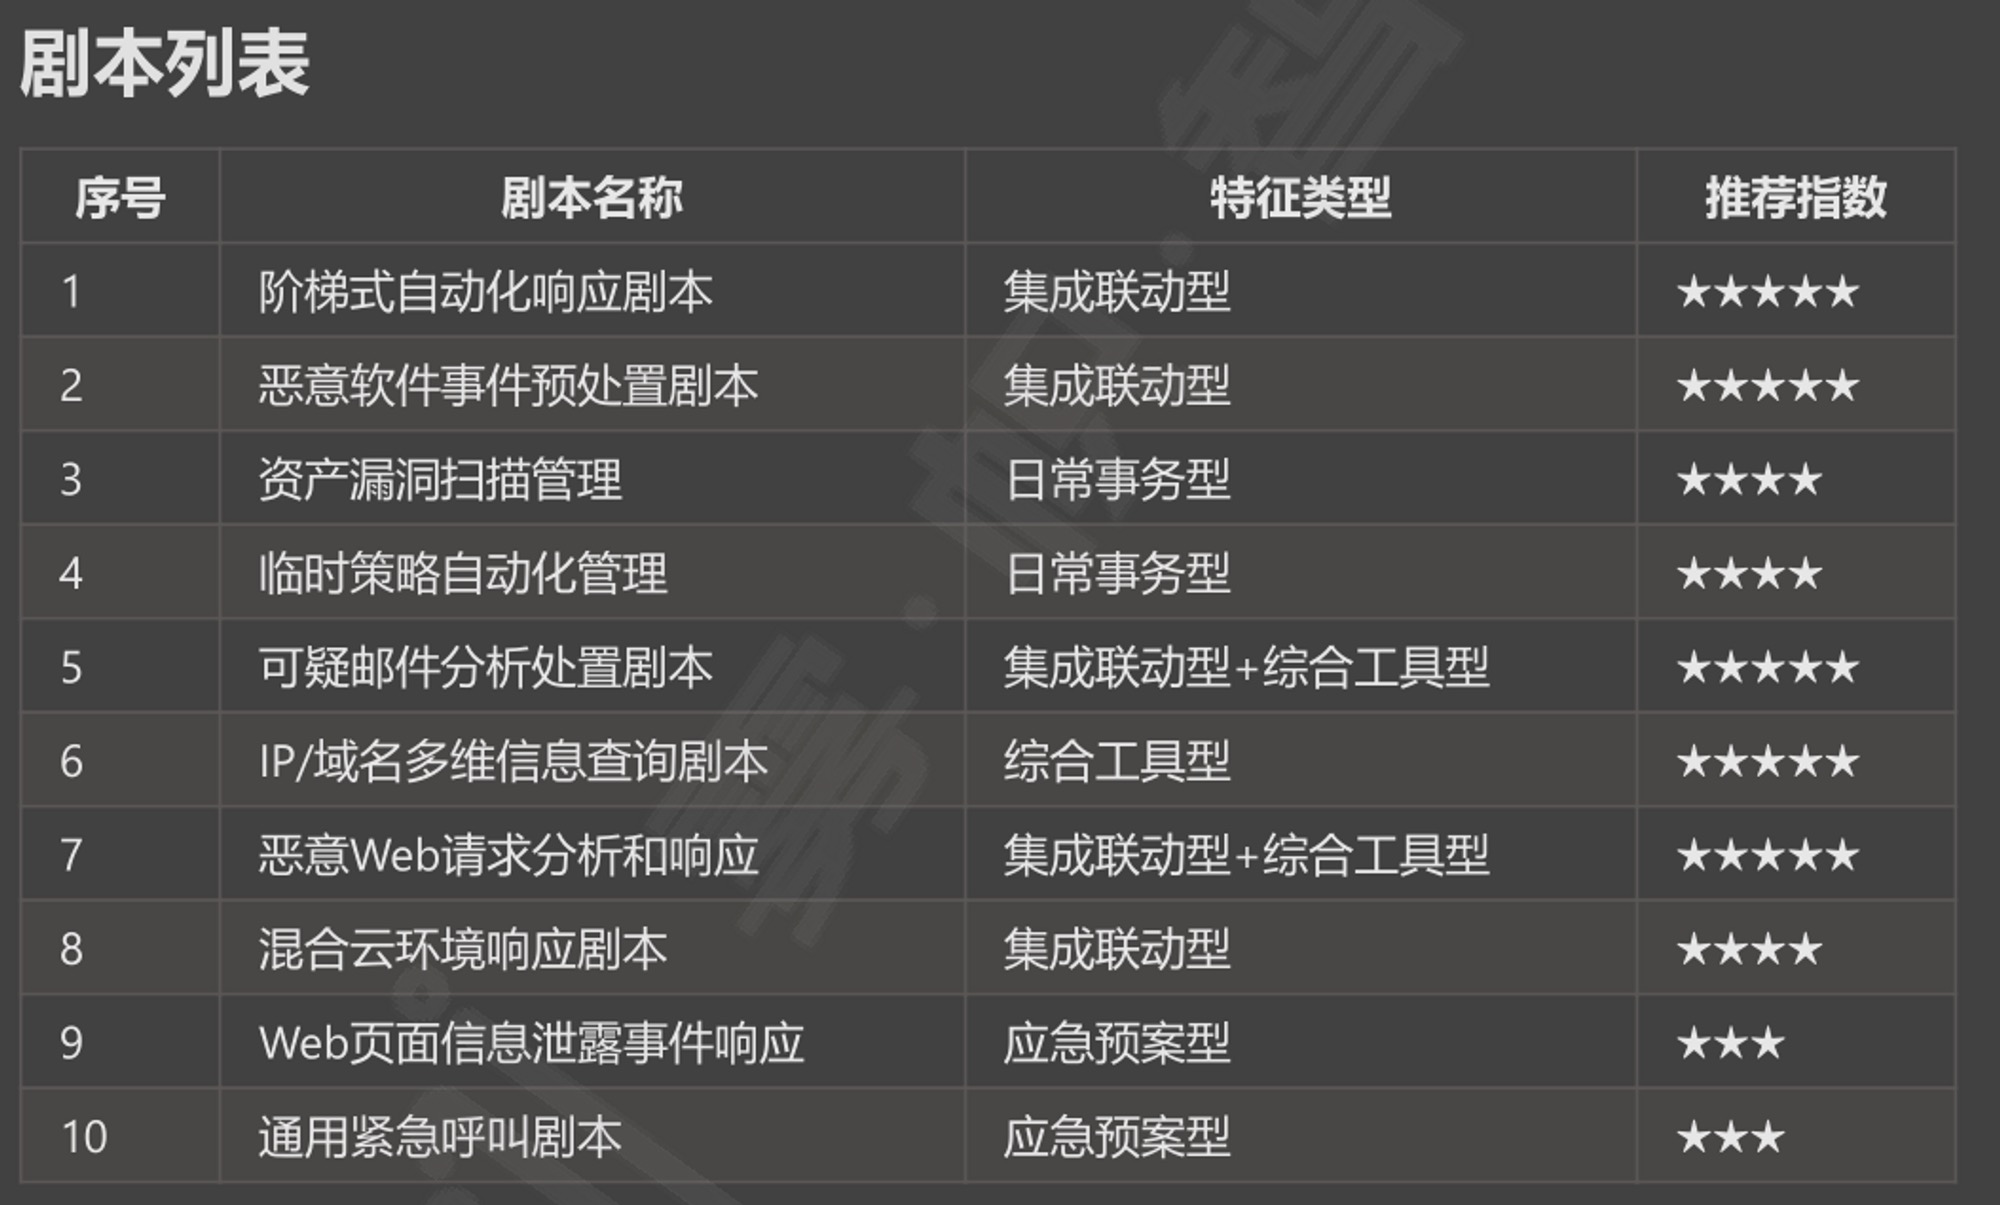 剧本列表
序号 剧本名称 特征类型 推荐指数
1 阶梯式自动化响应剧本 集成联动型 ★★★★★
2 恶意软件事件预处置剧本 集成联动型 ★★★★★
3 资产漏洞扫描管理 日常事务型 ★★★★
4 临时策略自动化管理 日常事务型 ★★★★
5 可疑邮件分析处置剧本 集成联动型+综合工具型 ★★★★★
6 IP/域名多维信息查询剧本 综合工具型 ★★★★★
7 恶意Web请求分析和响应 集成联动型+综合工具型 ★★★★★
8 混合云环境响应剧本 集成联动型 ★★★★
9 Web页面信息泄露事件响应 应急预案型 ★★★
10 通用紧急呼叫剧本 应急预案型 ★★★